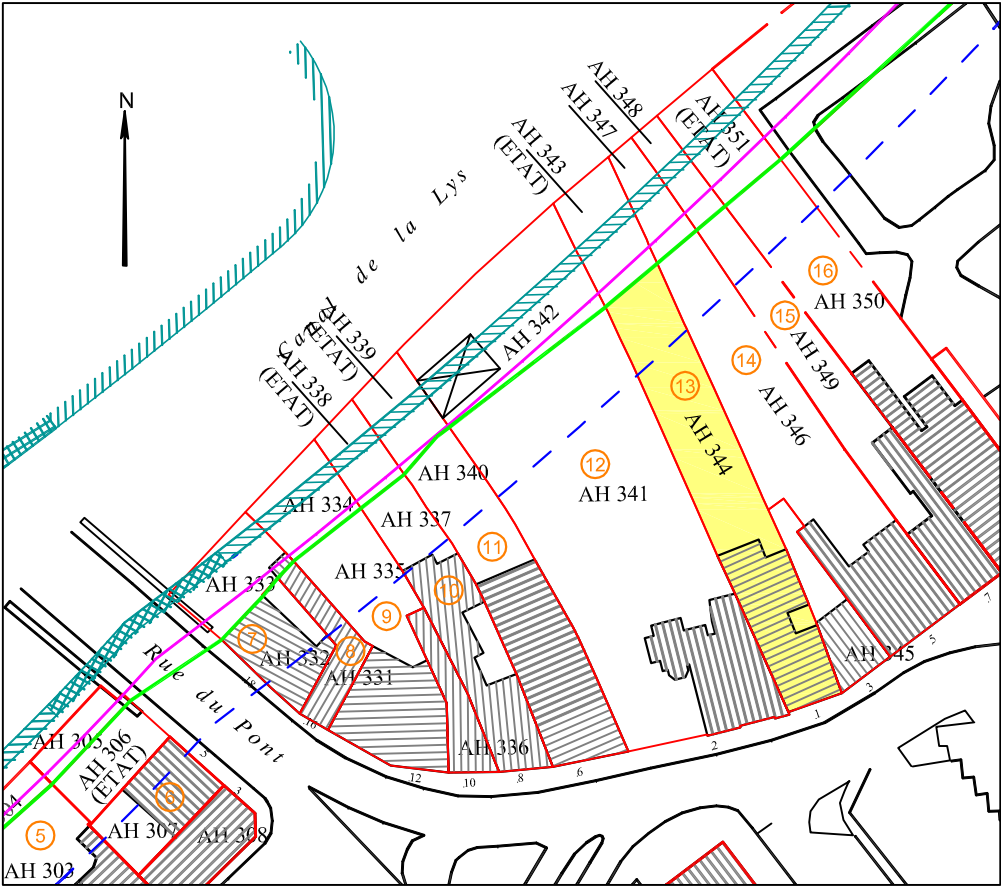 N
Canal de la Lys
AH 348
AH 347
AH 351
(ETAT)
AH 343
(ETAT)
16
AH 350
15
AH 349
14
AH 346
13
AH 344
12
AH 341
AH 342
AH 339
(ETAT)
AH 338
(ETAT)
AH 340
AH 334
AH 337
11
AH 335
10
9
AH 333
7
8
AH 332
AH 331
AH 336
AH 345
Rue du Pont
18
16
12
10
8
6
2
1
3
5
7
AH 305
AH 306
(ETAT)
5
3
6
AH 307
AH 308
04
5
AH 303